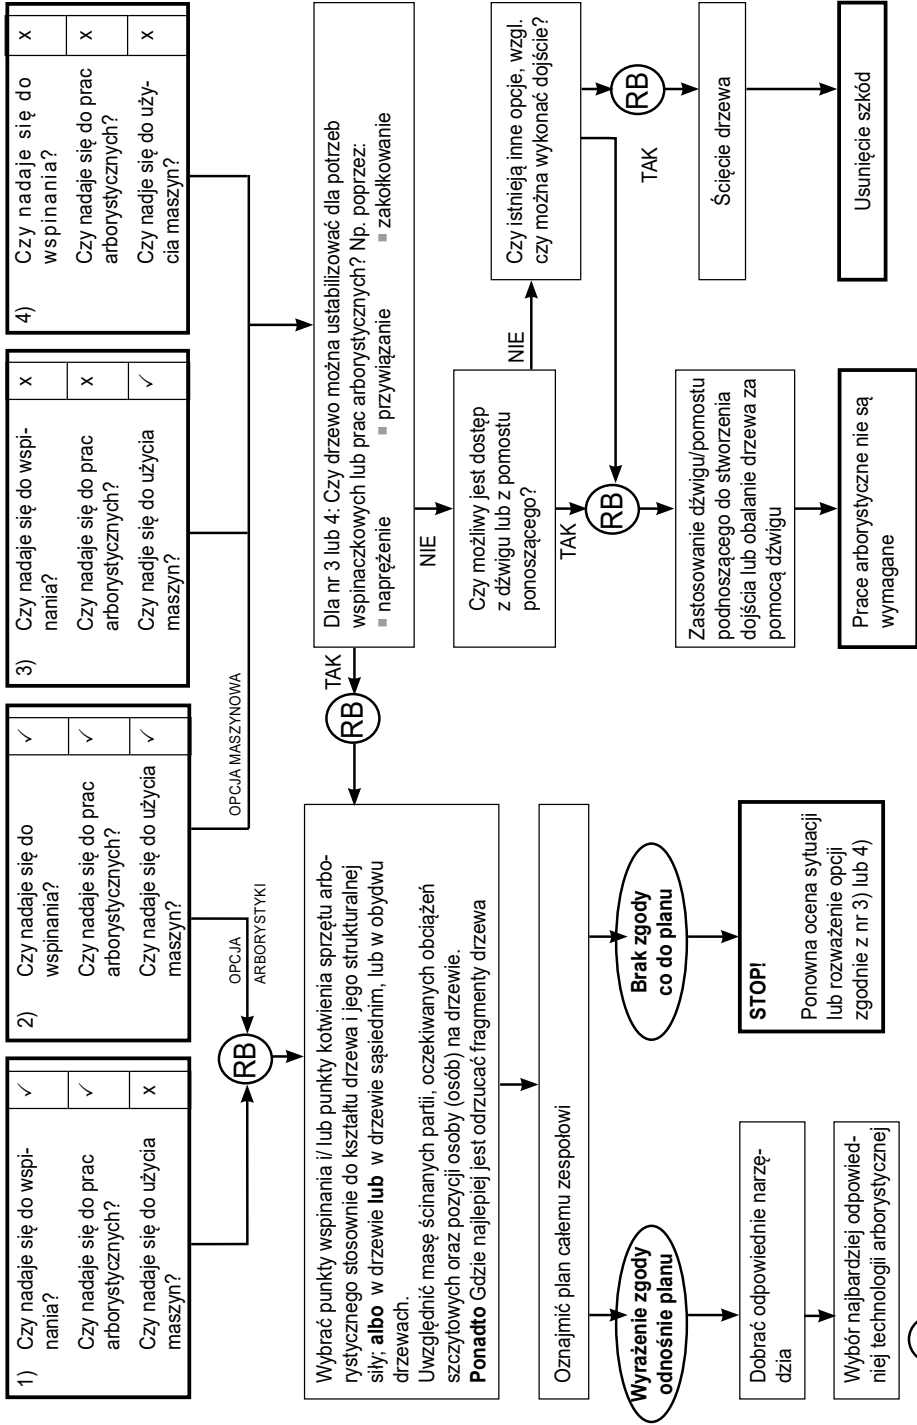 1) Czy nadaje się do wspi-
nania?
✓
Czy nadaje się do prac
arborystycznych?
✓
Czy nadaje się do użycia
maszyn?
x
2) Czy nadaje się do
wspinania?
✓
Czy nadaje się do prac
arborystycznych?
✓
Czy nadaje się do użycia
maszyn?
✓
3) Czy nadaje się do wspi-
nania?
x
Czy nadaje się do prac
arborystycznych?
x
Czy nadje się do użycia
maszyn?
✓
4) Czy nadaje się do
wspinania?
x
Czy nadaje się do prac
arborystycznych?
x
Czy nadje się do uży-
cia maszyn?
x
OPCJA
ARBORYSTYKI
OPCJA MASZYNOWA
RB
Wybrać punkty wspinania i/ lub punkty kotwienia sprzętu arbo-
rystycznego stosownie do kształtu drzewa i jego strukturalnej
siły; albo w drzewie lub w drzewie sąsiednim, lub w obydwu
drzewach.
Uwzględnić masę ścinanych partii, oczekiwanych obciążeń
szczytowych oraz pozycji osoby (osób) na drzewie.
Ponadto Gdzie najlepiej jest odrzucać fragmenty drzewa
RB
TAK
Dla nr 3 lub 4: Czy drzewo można ustabilizować dla potrzeb
wspinaczkowych lub prac arborystycznych? Np. poprzez:
■ naprężenie ■ przywiązanie ■ zakołkowanie
NIE
Czy możliwy jest dostęp
z dźwigu lub z pomostu
ponoszącego?
NIE
Czy istnieją inne opcje, wzgl.
czy można wykonać dojście?
TAK
RB
TAK
RB
Oznajmić plan całemu zespołowi
Zastosowanie dźwigu/pomostu
podnoszącego do stworzenia
dojścia lub obalanie drzewa za
pomocą dźwigu
Ścięcie drzewa
Wyrażenie zgody
odnośnie planu
Brak zgody
co do planu
Dobrać odpowiednie narzę-
dzia
STOP!
Ponowna ocena sytuacji
lub rozważenie opcji
zgodnie z nr 3) lub 4)
Prace arborystyczne nie są
wymagane
Usunięcie szkód
Wybór najbardziej odpowied-
niej technologii arborystycznej